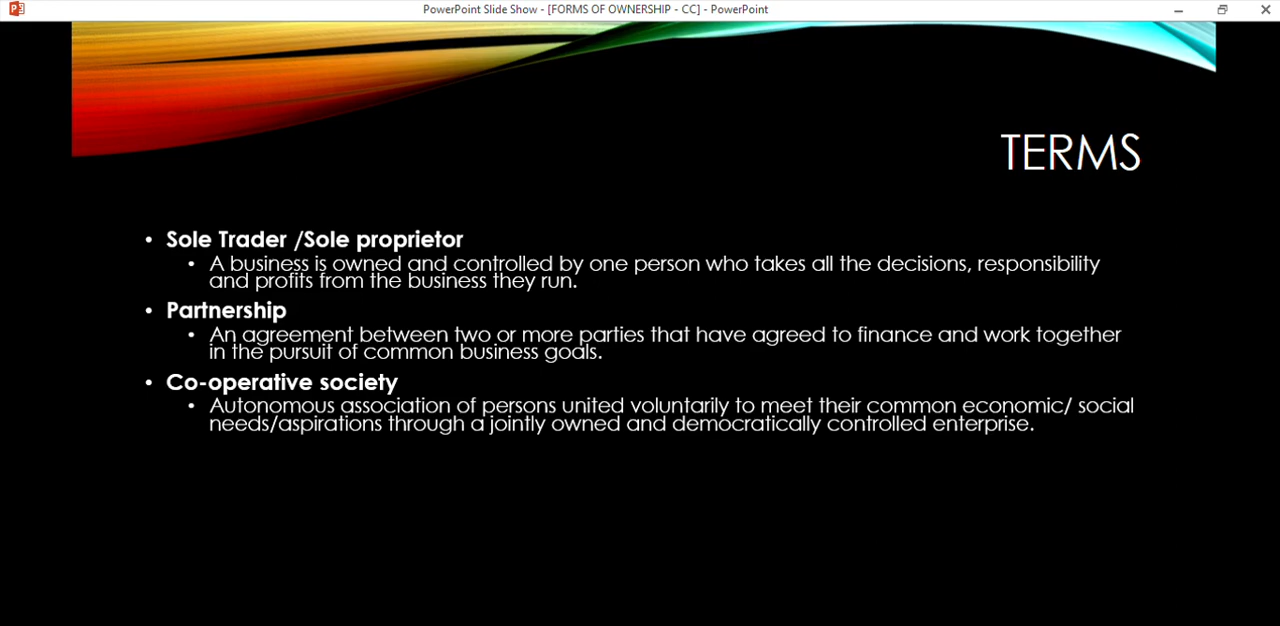 PowerPoint Slide Show - [FORMS OF OWNERSHIP - CC] - PowerPoint
TERMS
• Sole Trader /Sole proprietor
• A business is owned and controlled by one person who takes all the decisions, responsibility
and profits from the business they run.
• Partnership
• An agreement between two or more parties that have agreed to finance and work together
in the pursuit of common business goals.
• Co-operative society
• Autonomous association of persons united voluntarily to meet their common economic/ social
needs/aspirations through a jointly owned and democratically controlled enterprise.